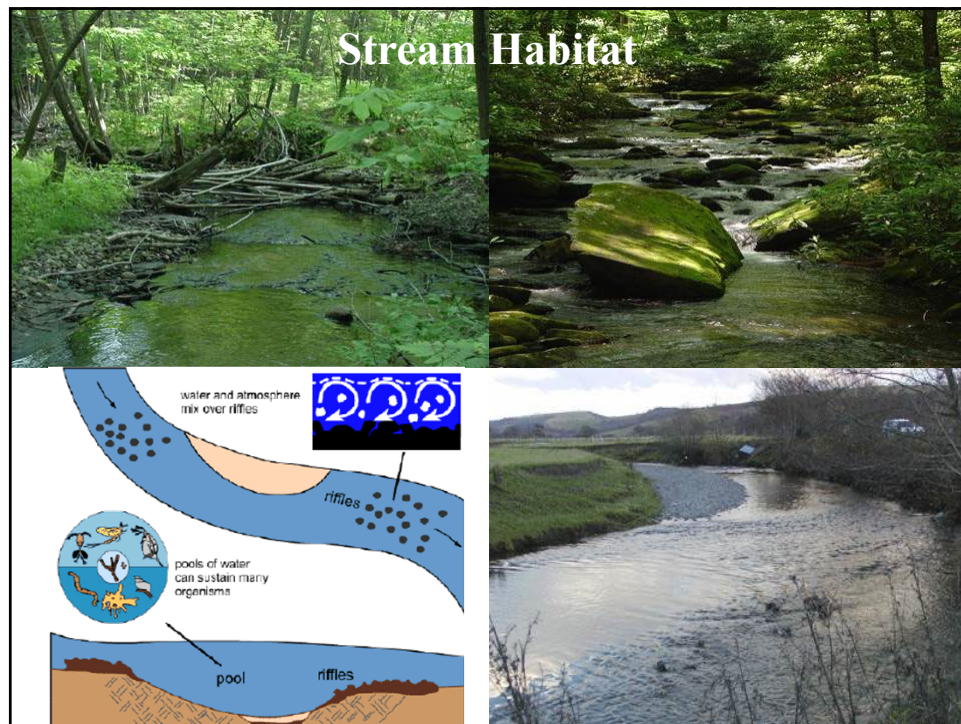 Stream Habitat
water and atmosphere
mix over riffles
riffles
pools of water
can sustain many
organisms
pool
riffles